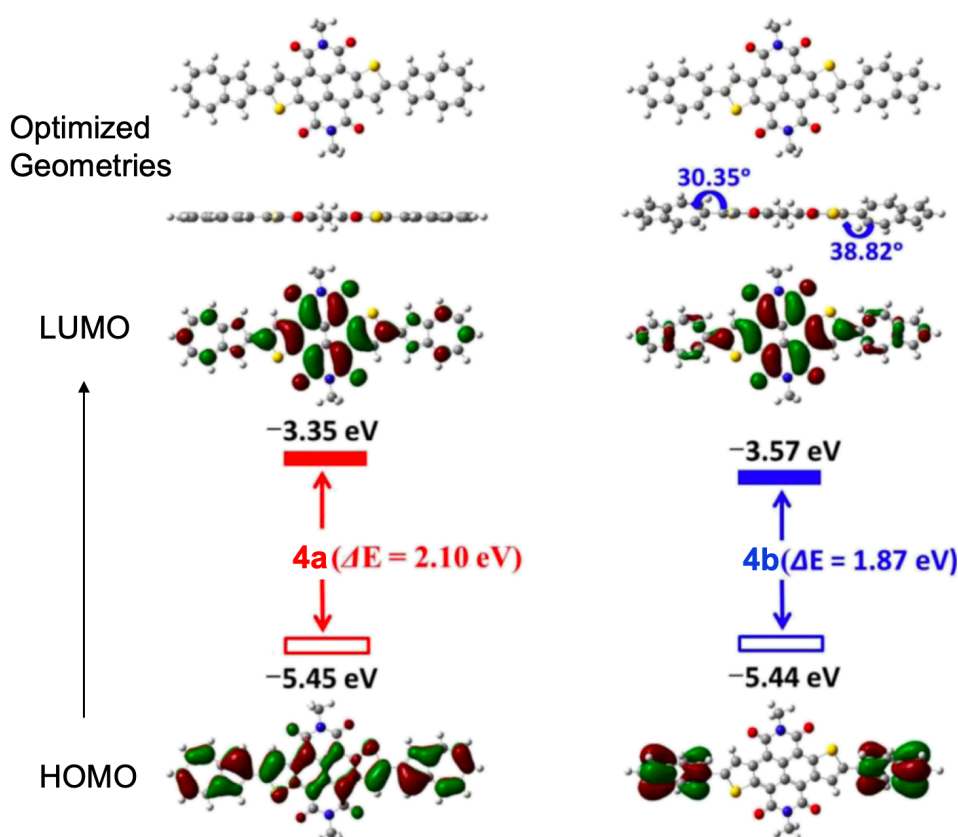 Optimized
Geometries
30.35°
38.82°
LUMO
−3.35 eV
−3.57 eV
4a (ΔE = 2.10 eV)
4b (ΔE = 1.87 eV)
−5.45 eV
−5.44 eV
HOMO